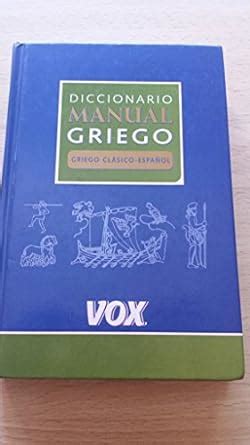 DICCIONARIO
MANUAL
GRIEGO
GRIEGO CLÁSICO-ESPAÑOL
VOX